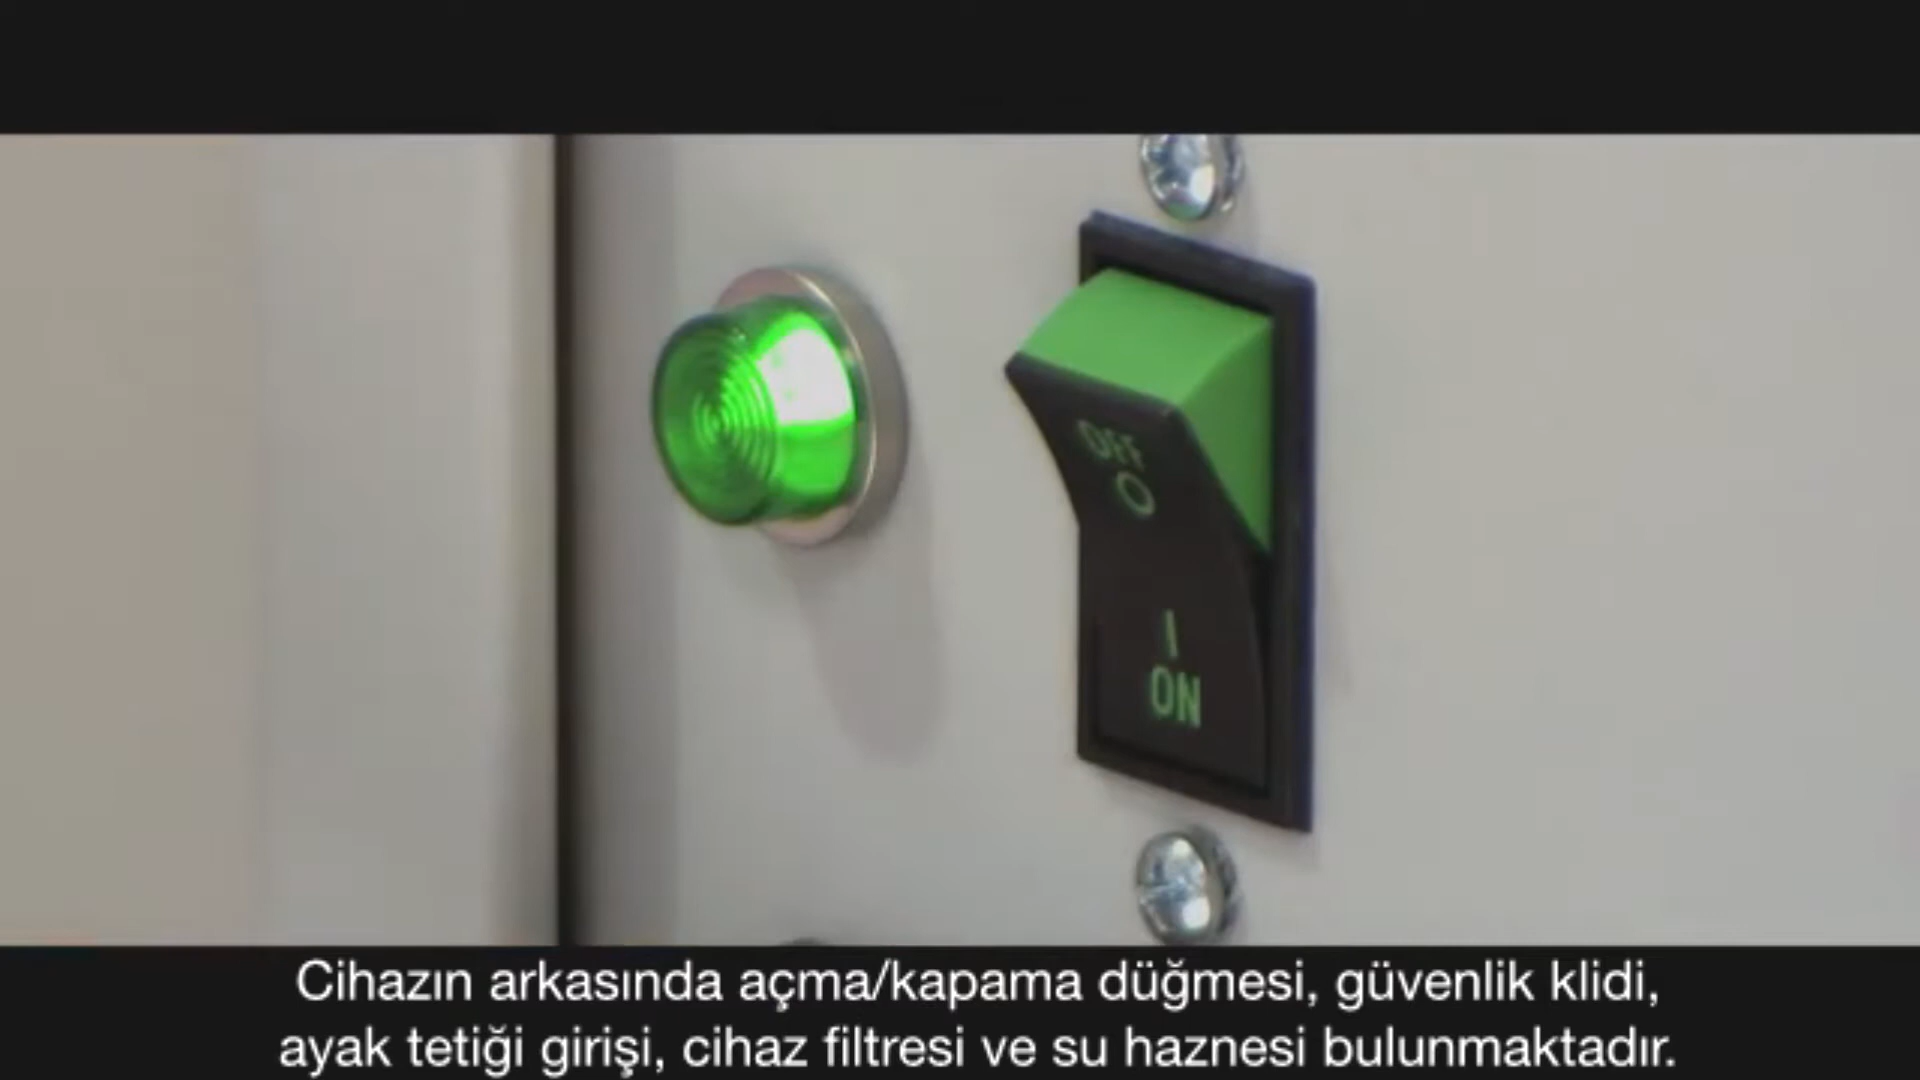 OFF
O
I
ON
Cihazın arkasında açma/kapama düğmesi, güvenlik klidi,
ayak tetiği girişi, cihaz filtresi ve su haznesi bulunmaktadır.